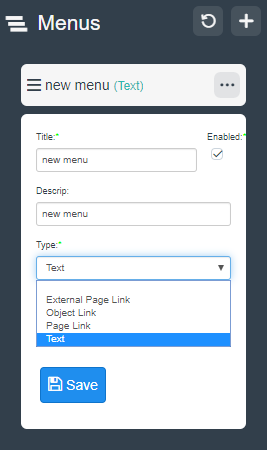 Menus
new menu (Text)
Title:* Enabled:*
new menu
Descrip:
new menu
Type:*
Text
External Page Link
Object Link
Page Link
Text
Save